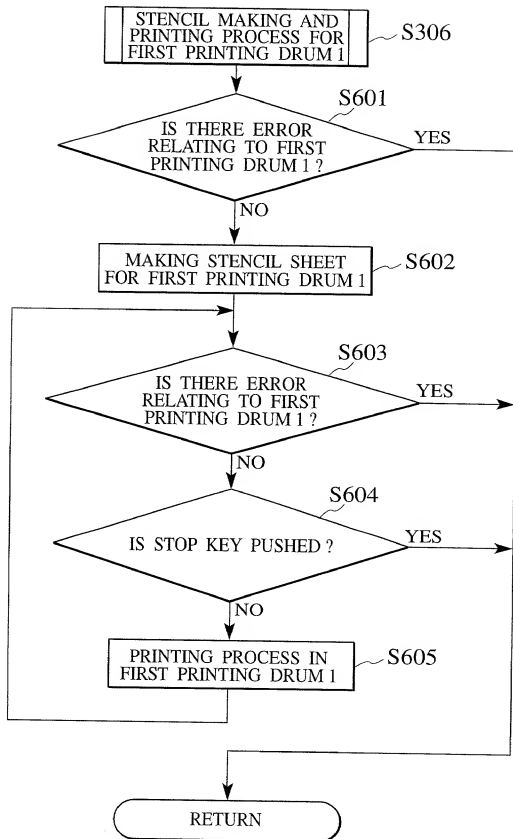 STENCIL MAKING AND
PRINTING PROCESS FOR
FIRST PRINTING DRUM 1
S306
S601
IS THERE ERROR
RELATING TO FIRST
PRINTING DRUM 1 ?
YES
NO
MAKING STENCIL SHEET
FOR FIRST PRINTING DRUM 1
S602
S603
IS THERE ERROR
RELATING TO FIRST
PRINTING DRUM 1 ?
YES
NO
S604
IS STOP KEY PUSHED ?
YES
NO
PRINTING PROCESS IN
FIRST PRINTING DRUM 1
S605
RETURN